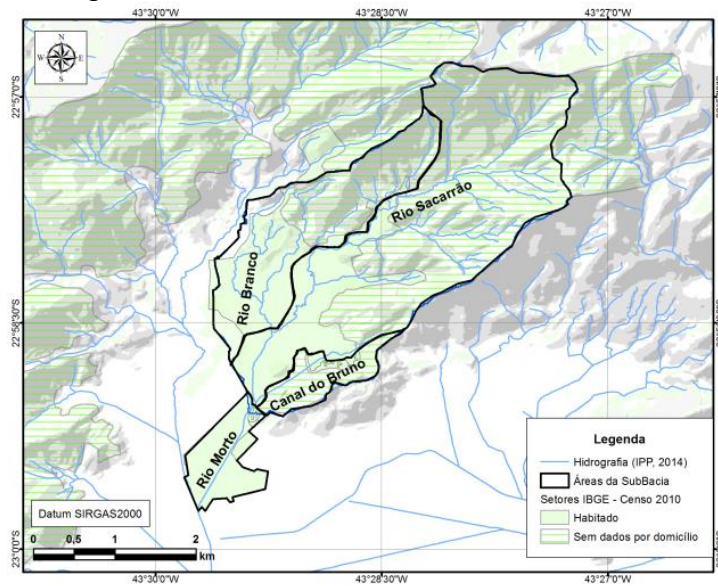 43°30'0"W 43°28'30"W 43°27'0"W
N
W E
S
22°57'0"S
Rio Sacarrão
Rio Branco
22°58'30"S
Canal do Bruno
Rio Morto
Legenda
Hidrografia (IPP, 2014)
Áreas da SubBacia
Setores IBGE - Censo 2010
Habitado
Sem dados por domicílio
Datum SIRGAS2000
0 0,5 1 2
km
23°0'0"S
43°30'0"W 43°28'30"W 43°27'0"W